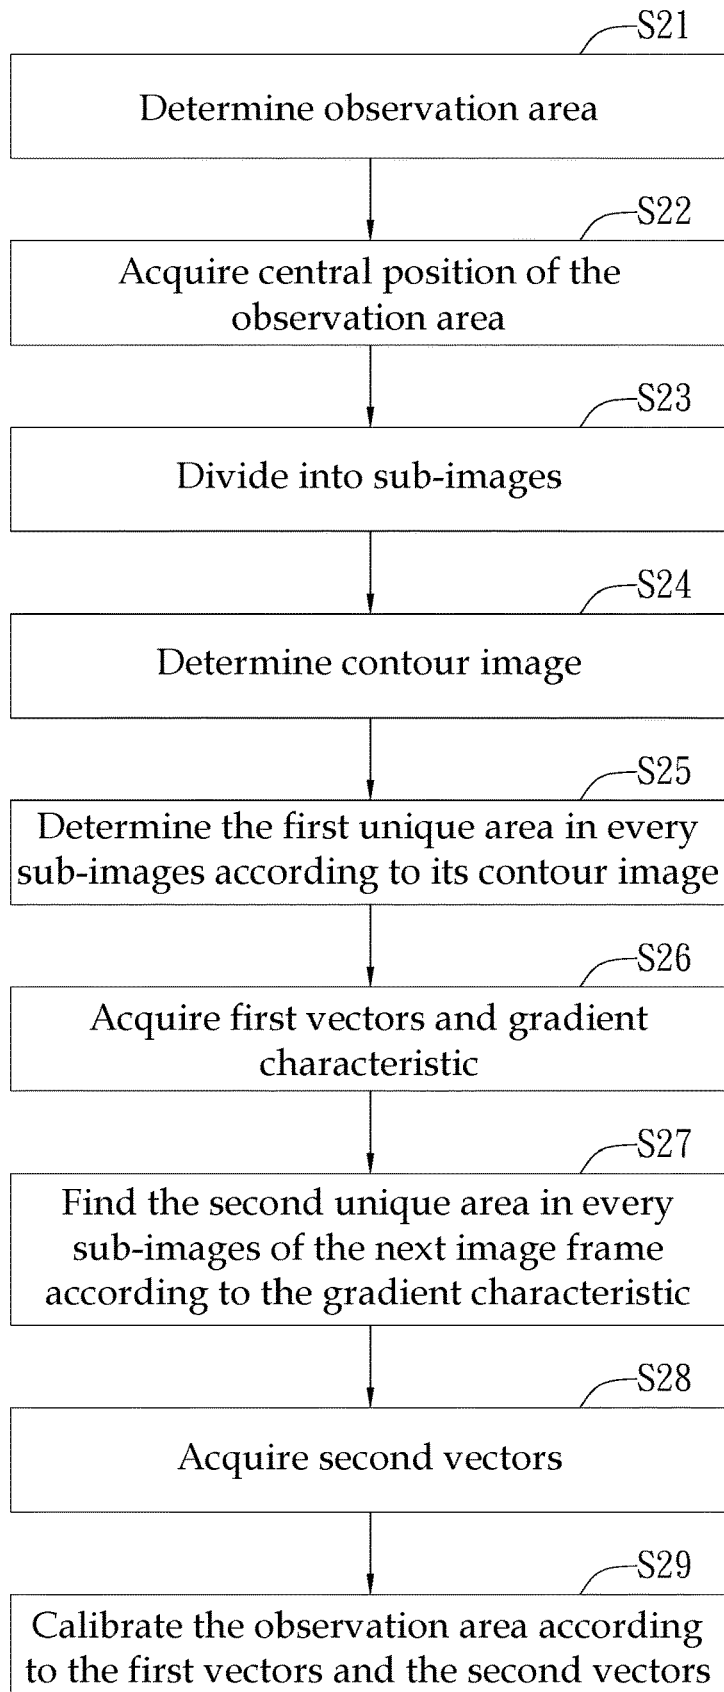 S21
Determine observation area
S22
Acquire central position of the
observation area
S23
Divide into sub-images
S24
Determine contour image
S25
Determine the first unique area in every
sub-images according to its contour image
S26
Acquire first vectors and gradient
characteristic
S27
Find the second unique area in every
sub-images of the next image frame
according to the gradient characteristic
S28
Acquire second vectors
S29
Calibrate the observation area according
to the first vectors and the second vectors